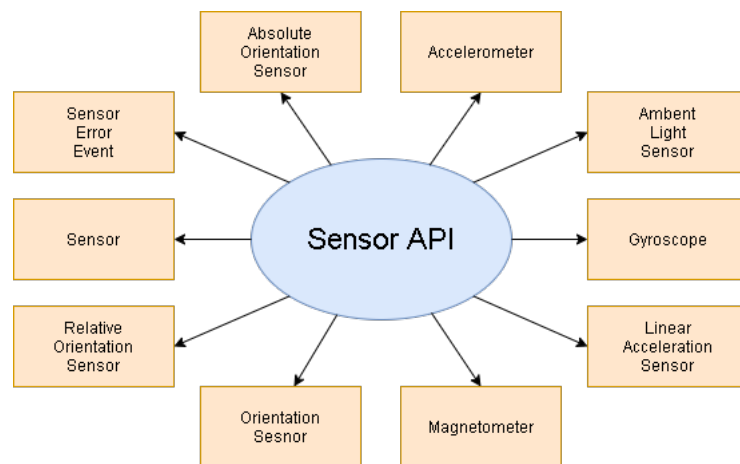 Absolute
Orientation
Sensor
Accelerometer
Sensor
Error
Event
Ambent
Light
Sensor
Sensor
Sensor API
Gyroscope
Relative
Orientation
Sensor
Linear
Acceleration
Sensor
Orientation
Sesnor
Magnetometer